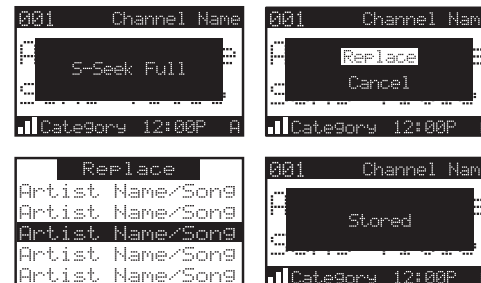 001 Channel Name
S-Seek Full
Category 12:00P A
001 Channel Nam
Replace
Cancel
Category 12:00P
Replace
Artist Name/Song
Artist Name/Song
Artist Name/Song
Artist Name/Song
Artist Name/Song
001 Channel Nam
Stored
Category 12:00P